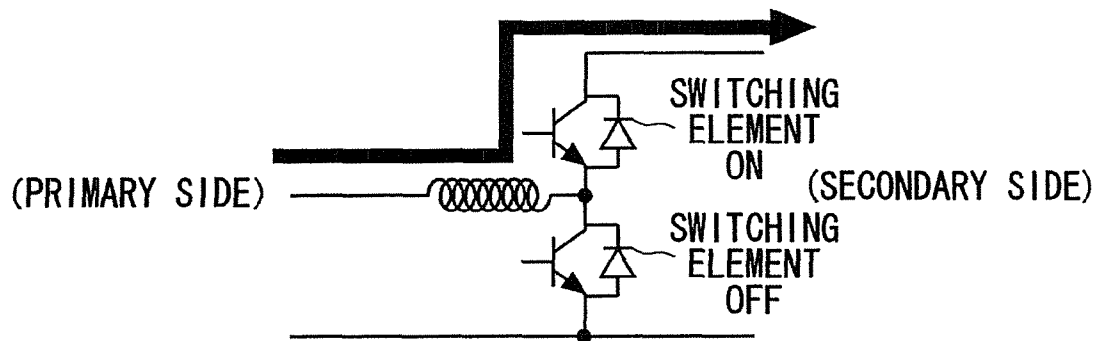 SWITCHING
ELEMENT
ON
(PRIMARY SIDE)
(SECONDARY SIDE)
SWITCHING
ELEMENT
OFF